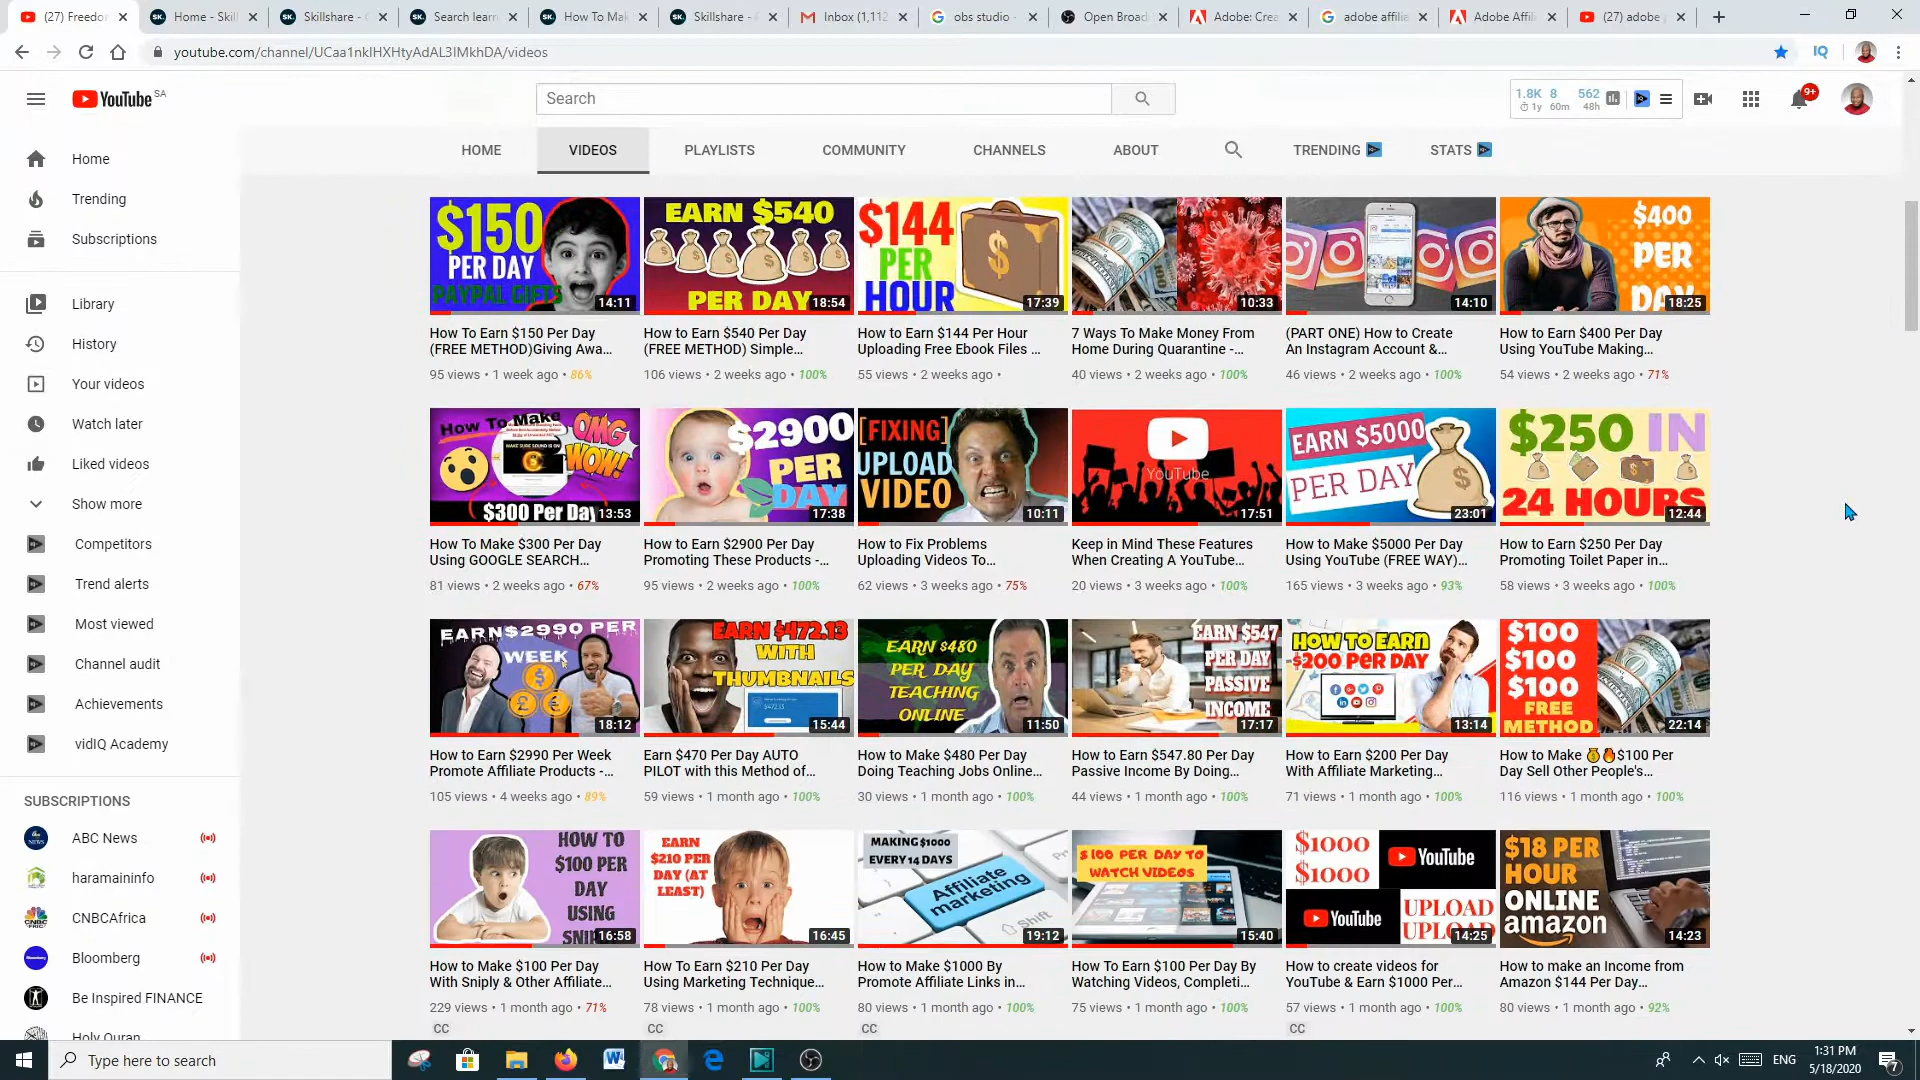 (27) Freedo
Home - Skil
Skillshare -
Search learn
How To Mak
Skillshare -
Inbox (1,112
obs studio -
Open Broad
Adobe: Crea
adobe affilia
Adobe Affil
(27) adobe
youtube.com/channel/UCaa1nklHXHtyAdAL3IMkhDA/videos
IQ
YouTube SA
Search
1.8K 8 562
1y 60m 48h
9+
HOME VIDEOS PLAYLISTS COMMUNITY CHANNELS ABOUT TRENDING STATS
Home
Trending
Subscriptions
Library
History
Your videos
Watch later
Liked videos
Show more
Competitors
Trend alerts
Most viewed
Channel audit
Achievements
vidIQ Academy
SUBSCRIPTIONS
ABC News
haramaininfo
CNBCAfrica
Bloomberg
Be Inspired FINANCE
Holy Quran
$150
PER DAY
PAYPAL GIFTS
14:11
How To Earn $150 Per Day
(FREE METHOD)Giving Awa...
95 views • 1 week ago • 86%
EARN $540
PER DAY
18:54
How to Earn $540 Per Day
(FREE METHOD) Simple...
106 views • 2 weeks ago • 100%
$144
PER
HOUR
17:39
How to Earn $144 Per Hour
Uploading Free Ebook Files ...
55 views • 2 weeks ago •
10:33
7 Ways To Make Money From
Home During Quarantine -...
40 views • 2 weeks ago • 100%
14:10
(PART ONE) How to Create
An Instagram Account &...
46 views • 2 weeks ago • 100%
$400
PER
DAY
18:25
How to Earn $400 Per Day
Using YouTube Making...
54 views • 2 weeks ago • 71%
How To Make
OMG
WOW!
MAKE SURE SOUND IS ON!
$300 Per Day
13:53
How To Make $300 Per Day
Using GOOGLE SEARCH...
81 views • 2 weeks ago • 67%
$2900
PER
DAY
17:38
How to Earn $2900 Per Day
Promoting These Products -...
95 views • 2 weeks ago • 100%
[FIXING]
UPLOAD
VIDEO
10:11
How to Fix Problems
Uploading Videos To...
62 views • 3 weeks ago • 75%
YouTube
17:51
Keep in Mind These Features
When Creating A YouTube...
20 views • 3 weeks ago • 100%
EARN $5000
PER DAY
23:01
How to Make $5000 Per Day
Using YouTube (FREE WAY)...
165 views • 3 weeks ago • 93%
$250 IN
24 HOURS
12:44
How to Earn $250 Per Day
Promoting Toilet Paper in...
58 views • 3 weeks ago • 100%
EARN$2990 PER
WEEK
18:12
How to Earn $2990 Per Week
Promote Affiliate Products -...
105 views • 4 weeks ago • 89%
EARN $472.13
WITH
THUMBNAILS
$472.13
15:44
Earn $470 Per Day AUTO
PILOT with this Method of...
59 views • 1 month ago • 100%
EARN $480
PER DAY
TEACHING
ONLINE
11:50
How to Make $480 Per Day
Doing Teaching Jobs Online...
30 views • 1 month ago • 100%
EARN $547
PER DAY
PASSIVE
INCOME
17:17
How to Earn $547.80 Per Day
Passive Income By Doing...
44 views • 1 month ago • 100%
HOW TO EARN
$200 PER DAY
13:14
How to Earn $200 Per Day
With Affiliate Marketing...
71 views • 1 month ago • 100%
$100
$100
$100
FREE
METHOD
22:14
How to Make 💰🔥$100 Per
Day Sell Other People's...
116 views • 1 month ago • 100%
HOW TO
$100 PER
DAY
USING
SNIP
16:58
How to Make $100 Per Day
With Sniply & Other Affiliate...
229 views • 1 month ago • 71%
CC
EARN
$210 PER
DAY (AT
LEAST)
16:45
How To Earn $210 Per Day
Using Marketing Technique...
78 views • 1 month ago • 100%
CC
MAKING $1000
EVERY 14 DAYS
Affiliate
marketing
Shift
19:12
How to Make $1000 By
Promote Affiliate Links in...
80 views • 1 month ago • 100%
CC
$100 PER DAY TO
WATCH VIDEOS
15:40
How To Earn $100 Per Day By
Watching Videos, Completi...
75 views • 1 month ago • 100%
$1000
$1000
YouTube
YouTube
UPLOAD
UPLOAD
14:25
How to create videos for
YouTube & Earn $1000 Per...
57 views • 1 month ago • 100%
CC
$18 PER
HOUR
ONLINE
amazon
14:23
How to make an Income from
Amazon $144 Per Day...
80 views • 1 month ago • 92%
Type here to search
ENG
1:31 PM
5/18/2020
7